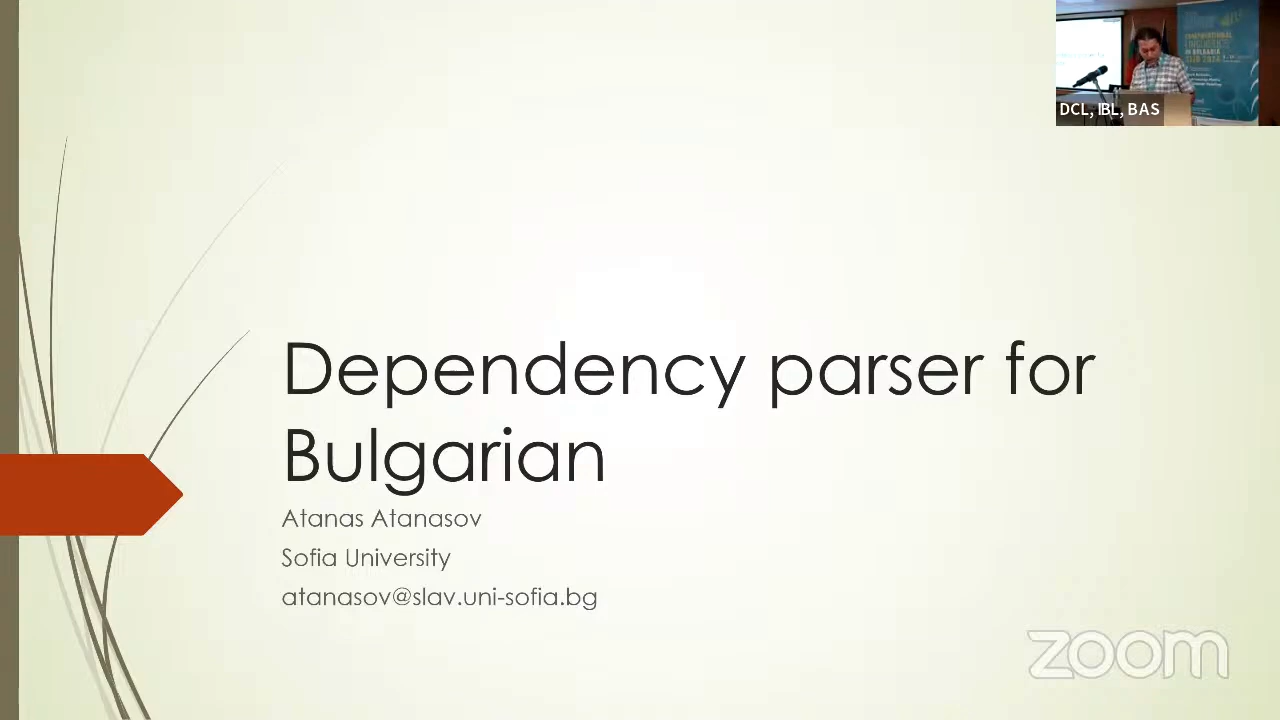 DCL, IBL, BAS
Dependency parser for
Bulgarian
Atanas Atanasov
Sofia University
atanasov@slav.uni-sofia.bg
zoom